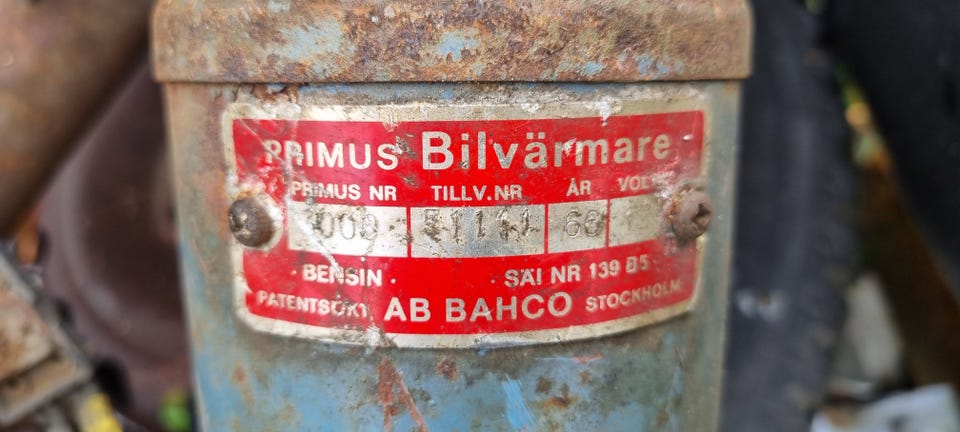 PRIMUS Bilvärmare
PRIMUS NR TILLV.NR ÅR
66
· BENSIN · · SÄI NR 139 B5
PATENTSÖKT AB BAHCO STOCKHOLM